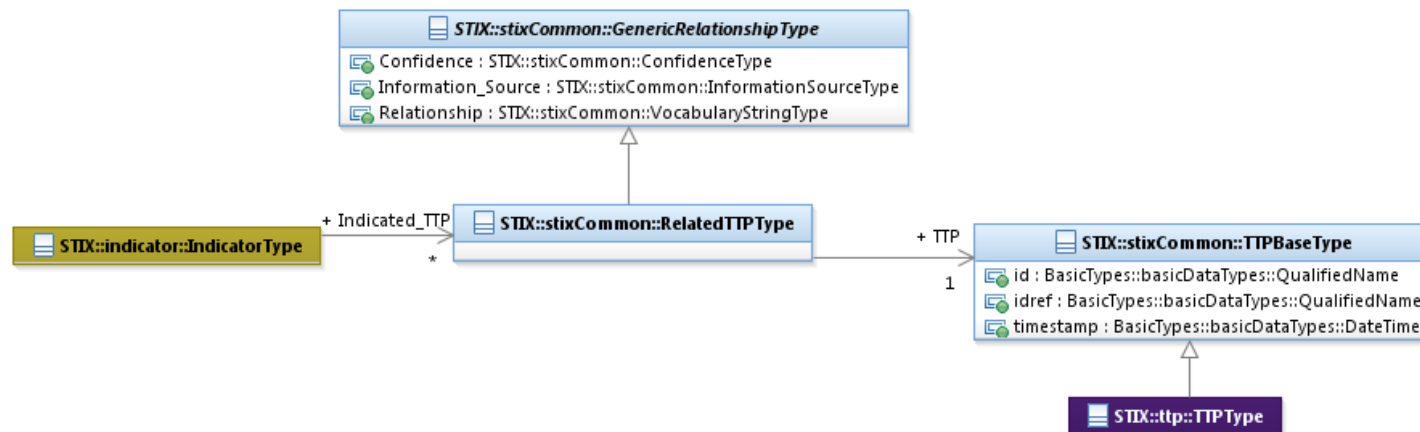 STIX::stixCommon::GenericRelationshipType
Confidence : STIX::stixCommon::ConfidenceType
Information_Source : STIX::stixCommon::InformationSourceType
Relationship : STIX::stixCommon::VocabularyStringType
+ Indicated_TTP
STIX::stixCommon::RelatedTTPType
STIX::indicator::IndicatorType
*
+ TTP
1
STIX::stixCommon::TTPBaseType
id : BasicTypes::basicDataTypes::QualifiedName
idref : BasicTypes::basicDataTypes::QualifiedName
timestamp : BasicTypes::basicDataTypes::DateTime
STIX::ttp::TTPType